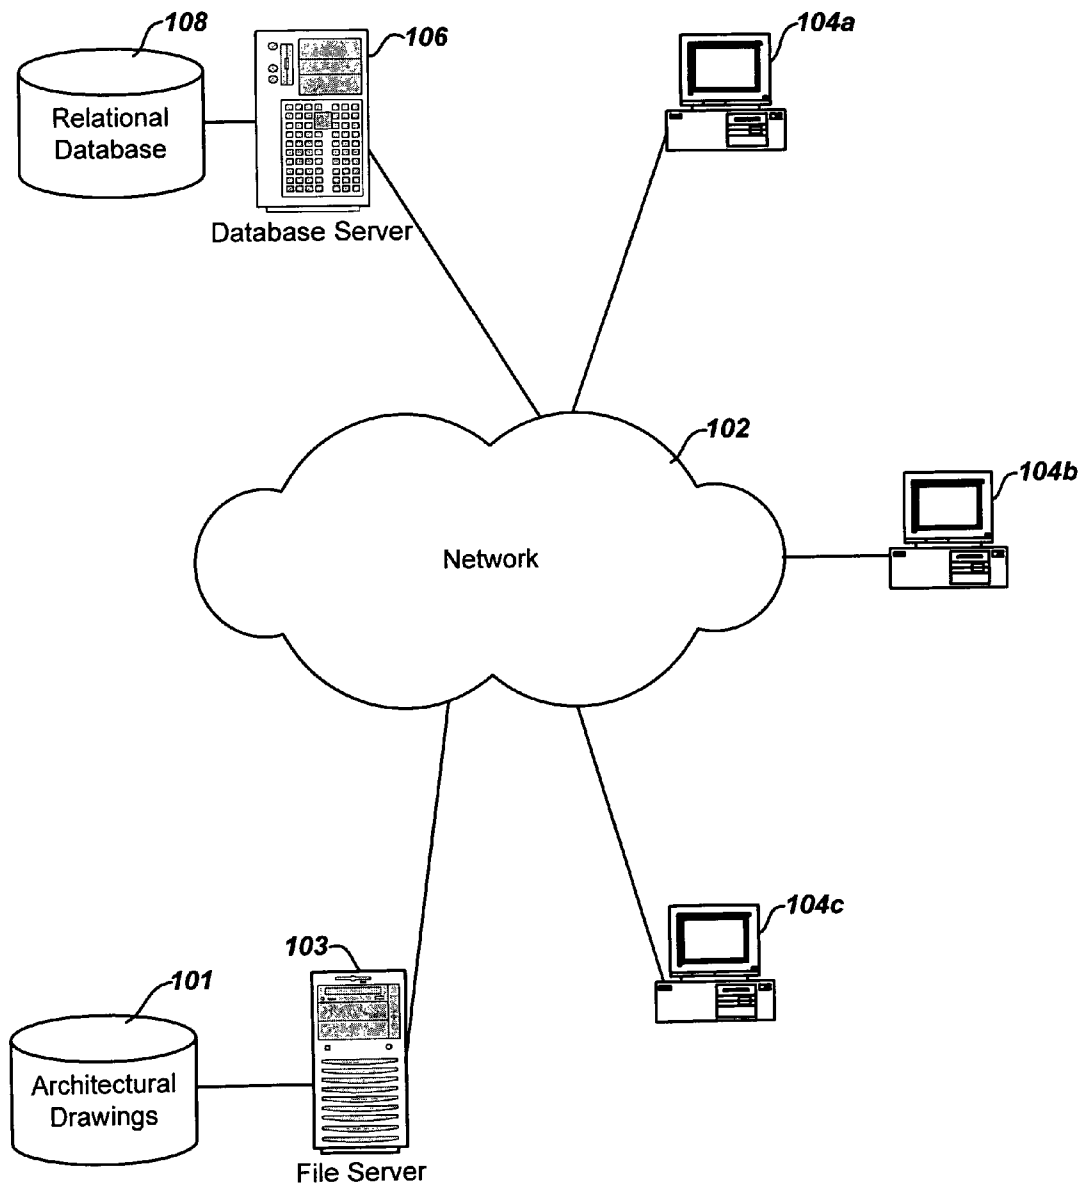 108
106
104a
Relational
Database
Database Server
102
104b
Network
104c
103
101
Architectural
Drawings
File Server